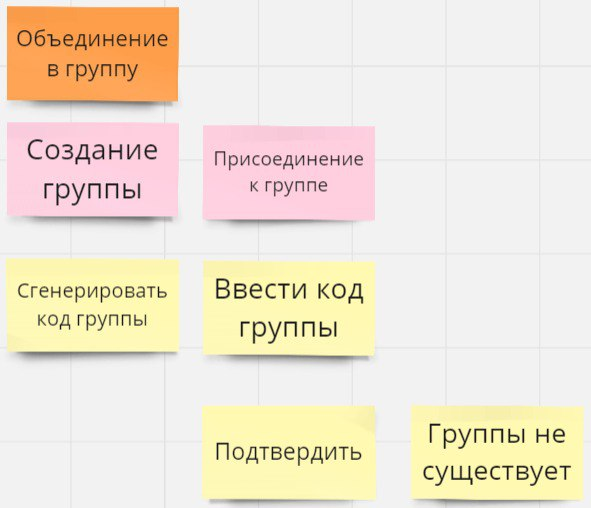 Объединение
в группу
Создание
группы
Присоединение
к группе
Сгенерировать
код группы
Ввести код
группы
Подтвердить
Группы не
существует